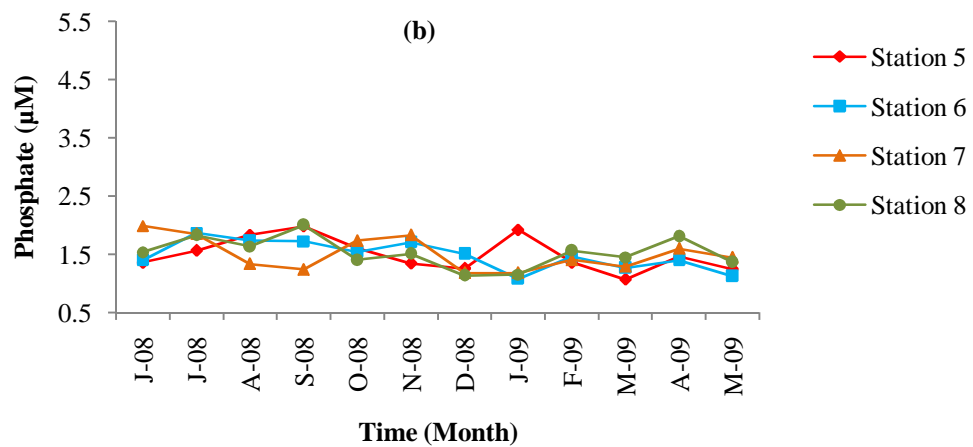 (b)
5.5
4.5
3.5
2.5
1.5
0.5
Phosphate (µM)
J-08
J-08
A-08
S-08
O-08
N-08
D-08
J-09
F-09
M-09
A-09
M-09
Time (Month)
Station 5
Station 6
Station 7
Station 8